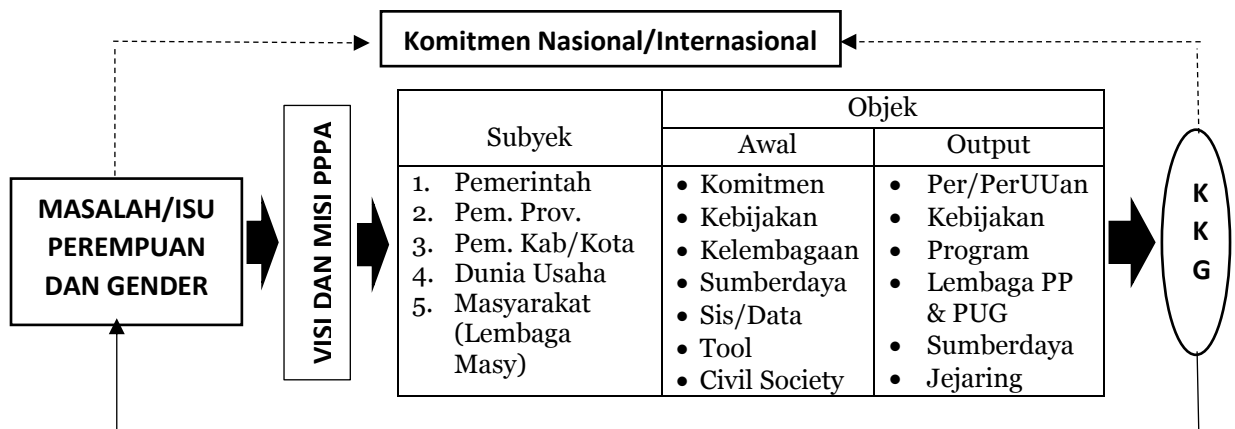 Komitmen Nasional/Internasional
MASALAH/ISU
PEREMPUAN
DAN GENDER
VISI DAN MISI PPPA
Subyek
Objek
Awal
Output
1. Pemerintah
2. Pem. Prov.
3. Pem. Kab/Kota
4. Dunia Usaha
5. Masyarakat
(Lembaga
Masy)
• Komitmen
• Kebijakan
• Kelembagaan
• Sumberdaya
• Sis/Data
• Tool
• Civil Society
• Per/PerUUan
• Kebijakan
• Program
• Lembaga PP
& PUG
• Sumberdaya
• Jejaring
K
K
G